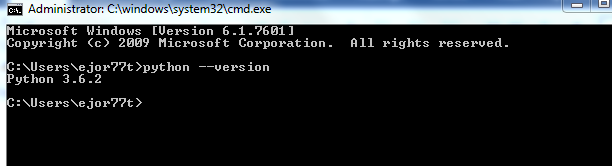 Administrator: C:\windows\system32\cmd.exe
Microsoft Windows [Version 6.1.7601]
Copyright (c) 2009 Microsoft Corporation.  All rights reserved.
C:\Users\ejor77t>python --version
Python 3.6.2
C:\Users\ejor77t>